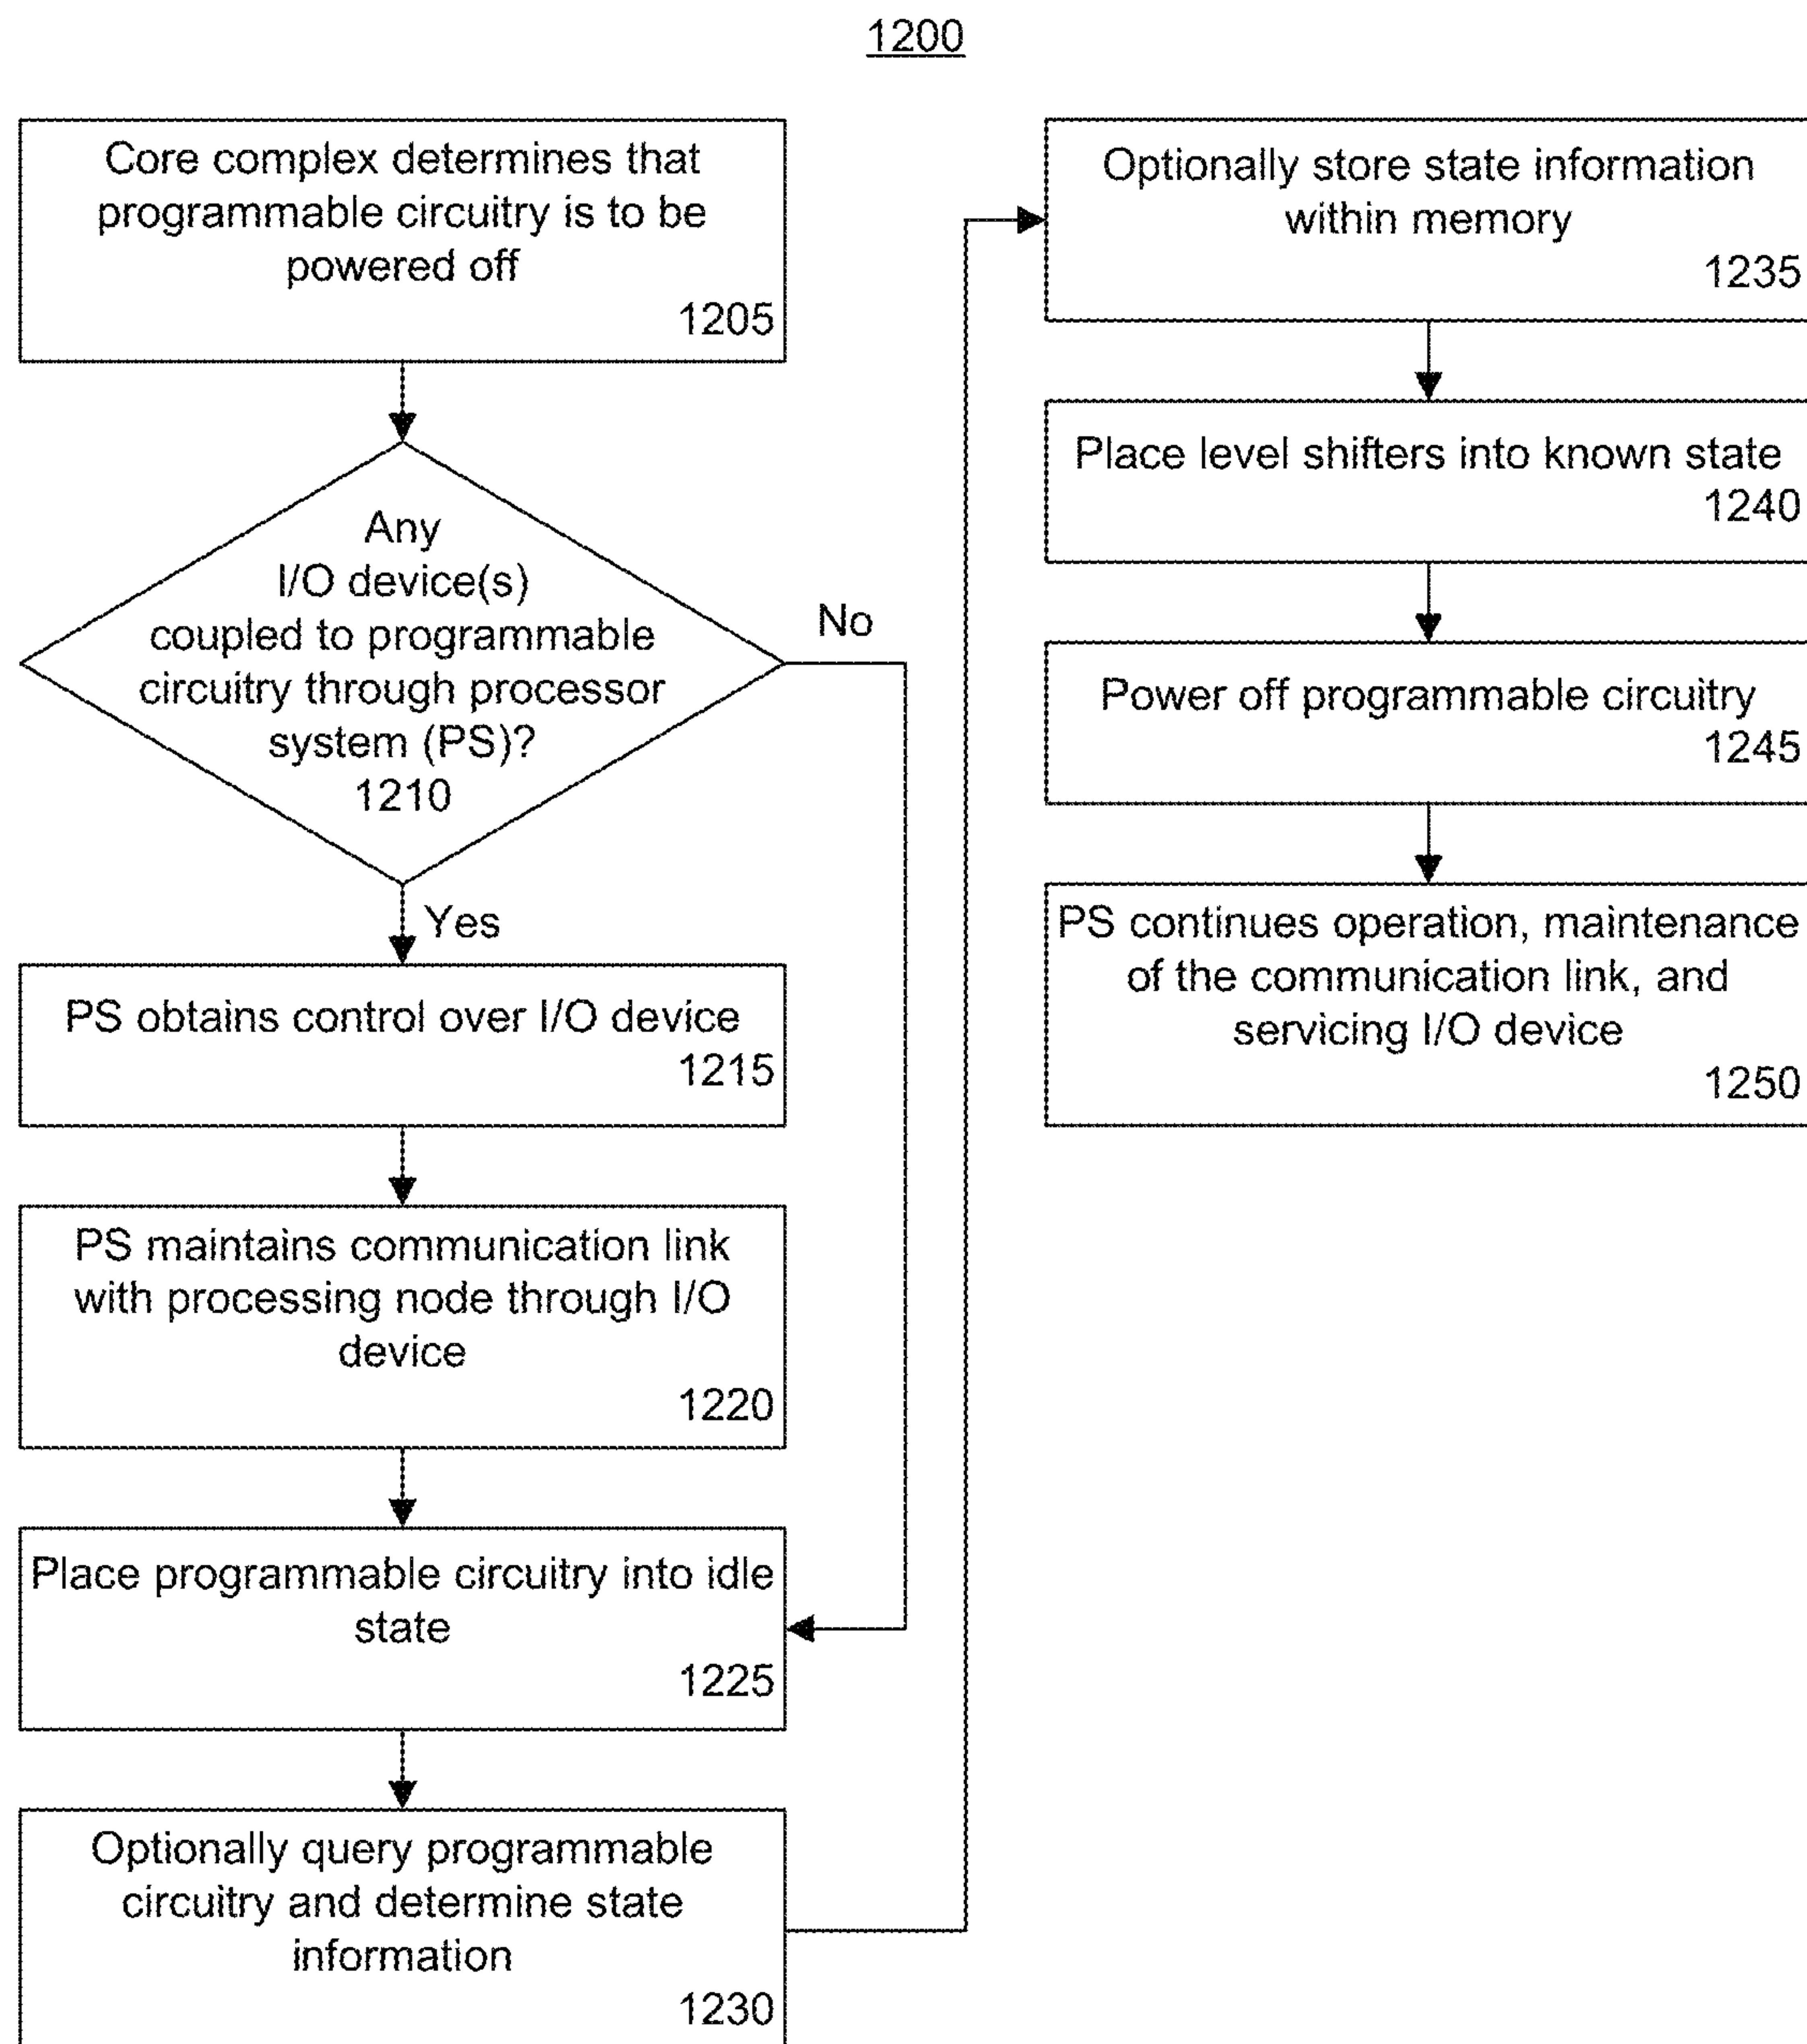 1200
Core complex determines that
programmable circuitry is to be
powered off
1205
Any
I/O device(s)
coupled to programmable
circuitry through processor
system (PS)?
1210
No
Yes
PS obtains control over I/O device
1215
PS maintains communication link
with processing node through I/O
device
1220
Place programmable circuitry into idle
state
1225
Optionally query programmable
circuitry and determine state
information
1230
Optionally store state information
within memory
1235
Place level shifters into known state
1240
Power off programmable circuitry
1245
PS continues operation, maintenance
of the communication link, and
servicing I/O device
1250